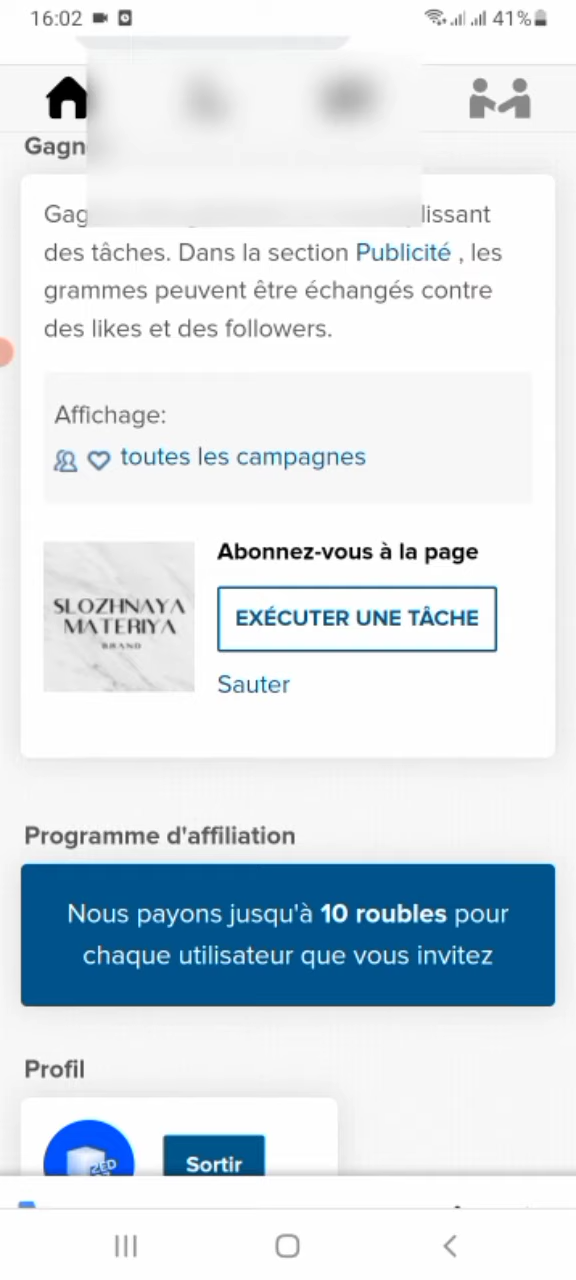 16:02
41%
Gagn
Gag lissant
des tâches. Dans la section Publicité , les
grammes peuvent être échangés contre
des likes et des followers.
Affichage:
toutes les campagnes
Abonnez-vous à la page
SLOZHNAYA
MATERIYA
BRAND
EXÉCUTER UNE TÂCHE
Sauter
Programme d'affiliation
Nous payons jusqu'à 10 roubles pour
chaque utilisateur que vous invitez
Profil
ZED
Sortir